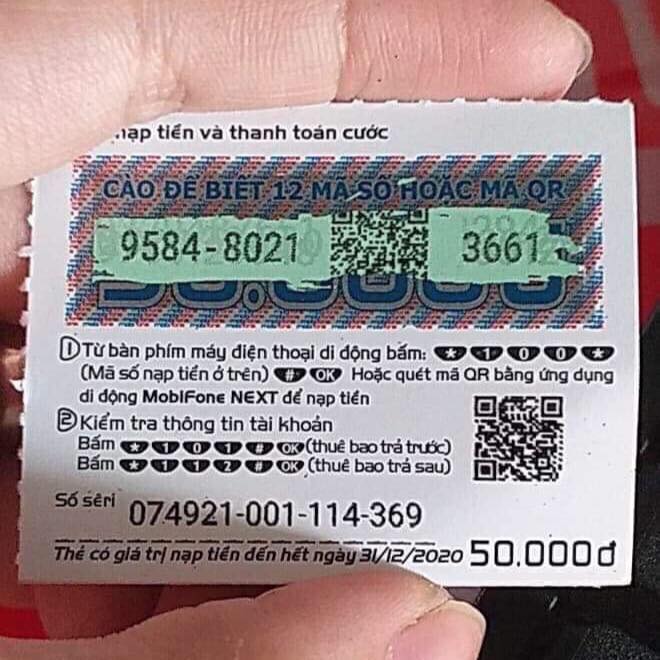 nạp tiền và thanh toán cước
CÀO ĐỂ BIẾT 12 MÃ SỐ HOẶC MÃ QR
9584-8021 3661
50.000đ
① Từ bàn phím máy điện thoại di động bấm: * 1 0 0 *
(Mã số nạp tiền ở trên) # OK Hoặc quét mã QR bằng ứng dụng
di động MobiFone NEXT để nạp tiền
② Kiểm tra thông tin tài khoản
Bấm * 1 0 1 # OK (thuê bao trả trước)
Bấm * 1 1 2 # OK (thuê bao trả sau)
Số sêri 074921-001-114-369
Thẻ có giá trị nạp tiền đến hết ngày 31/12/2020 50.000đ